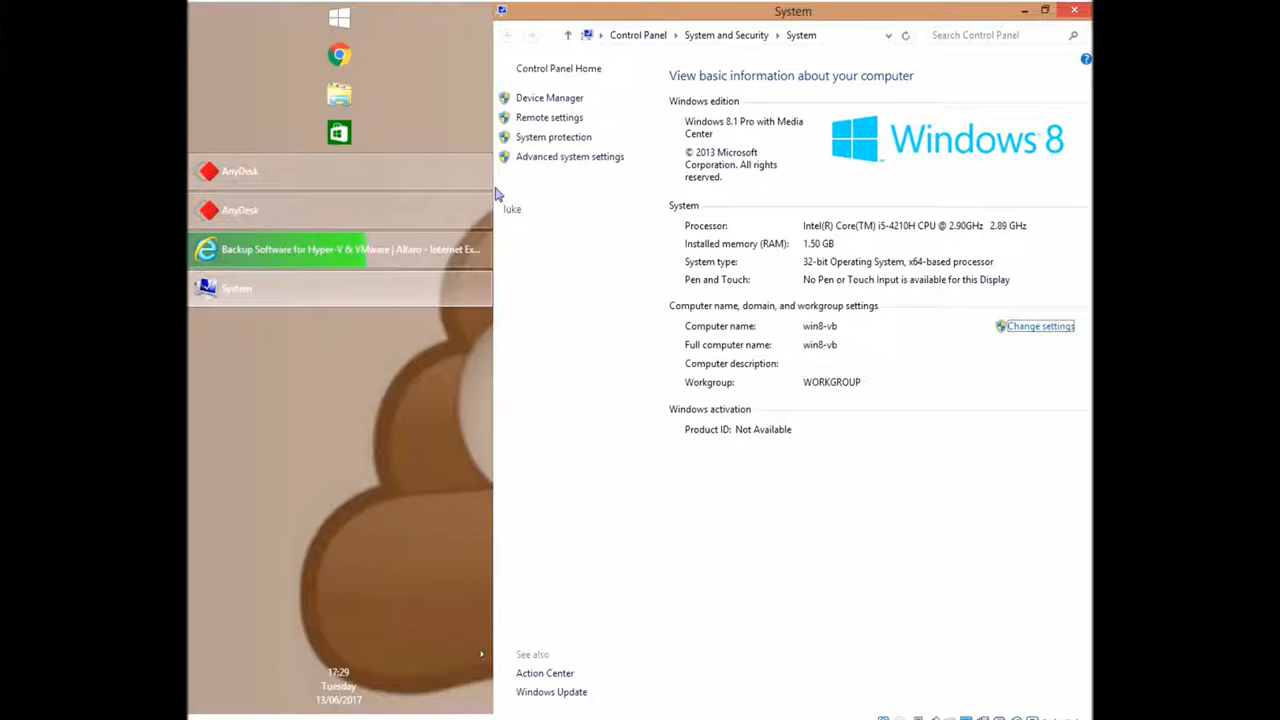 System
Control Panel
System and Security
System
Search Control Panel
Control Panel Home
Device Manager
Remote settings
System protection
Advanced system settings
luke
AnyDesk
AnyDesk
Backup Software for Hyper-V & VMware | Altaro - Internet Ex...
System
View basic information about your computer
Windows edition
Windows 8.1 Pro with Media
Center
© 2013 Microsoft
Corporation. All rights
reserved.
Windows 8
System
Processor: Intel(R) Core(TM) i5-4210H CPU @ 2.90GHz 2.89 GHz
Installed memory (RAM): 1.50 GB
System type: 32-bit Operating System, x64-based processor
Pen and Touch: No Pen or Touch Input is available for this Display
Computer name, domain, and workgroup settings
Computer name: win8-vb
Change settings
Full computer name: win8-vb
Computer description:
Workgroup: WORKGROUP
Windows activation
Product ID: Not Available
See also
Action Center
Windows Update
17:29
Tuesday
13/06/2017